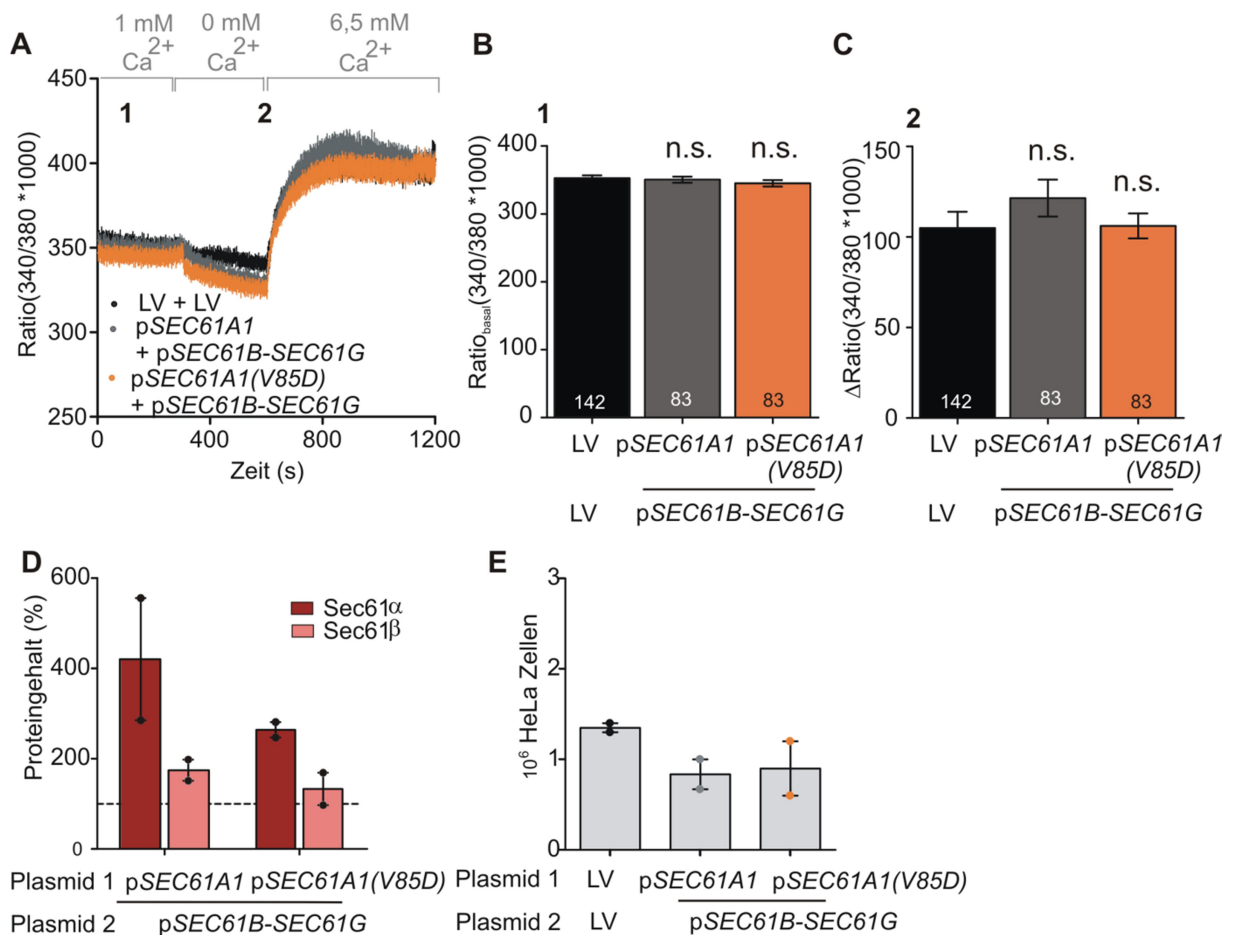 A
1 mM Ca2+
0 mM Ca2+
6,5 mM Ca2+
1
2
Ratio(340/380 *1000)
450
400
350
300
250
LV + LV
pSEC61A1
+ pSEC61B-SEC61G
pSEC61A1(V85D)
+ pSEC61B-SEC61G
0 400 800 1200
Zeit (s)
B
1
Ratiobasal(340/380 *1000)
400
300
200
100
0
n.s. n.s.
142 83 83
LV pSEC61A1 pSEC61A1
(V85D)
LV pSEC61B-SEC61G
C
2
ΔRatio(340/380 *1000)
150
100
50
0
n.s.
n.s.
142 83 83
LV pSEC61A1 pSEC61A1
(V85D)
LV pSEC61B-SEC61G
D
Proteingehalt (%)
600
400
200
0
Sec61α
Sec61β
Plasmid 1 pSEC61A1 pSEC61A1(V85D)
Plasmid 2 pSEC61B-SEC61G
E
106 HeLa Zellen
3
2
1
0
Plasmid 1 LV pSEC61A1 pSEC61A1(V85D)
Plasmid 2 LV pSEC61B-SEC61G